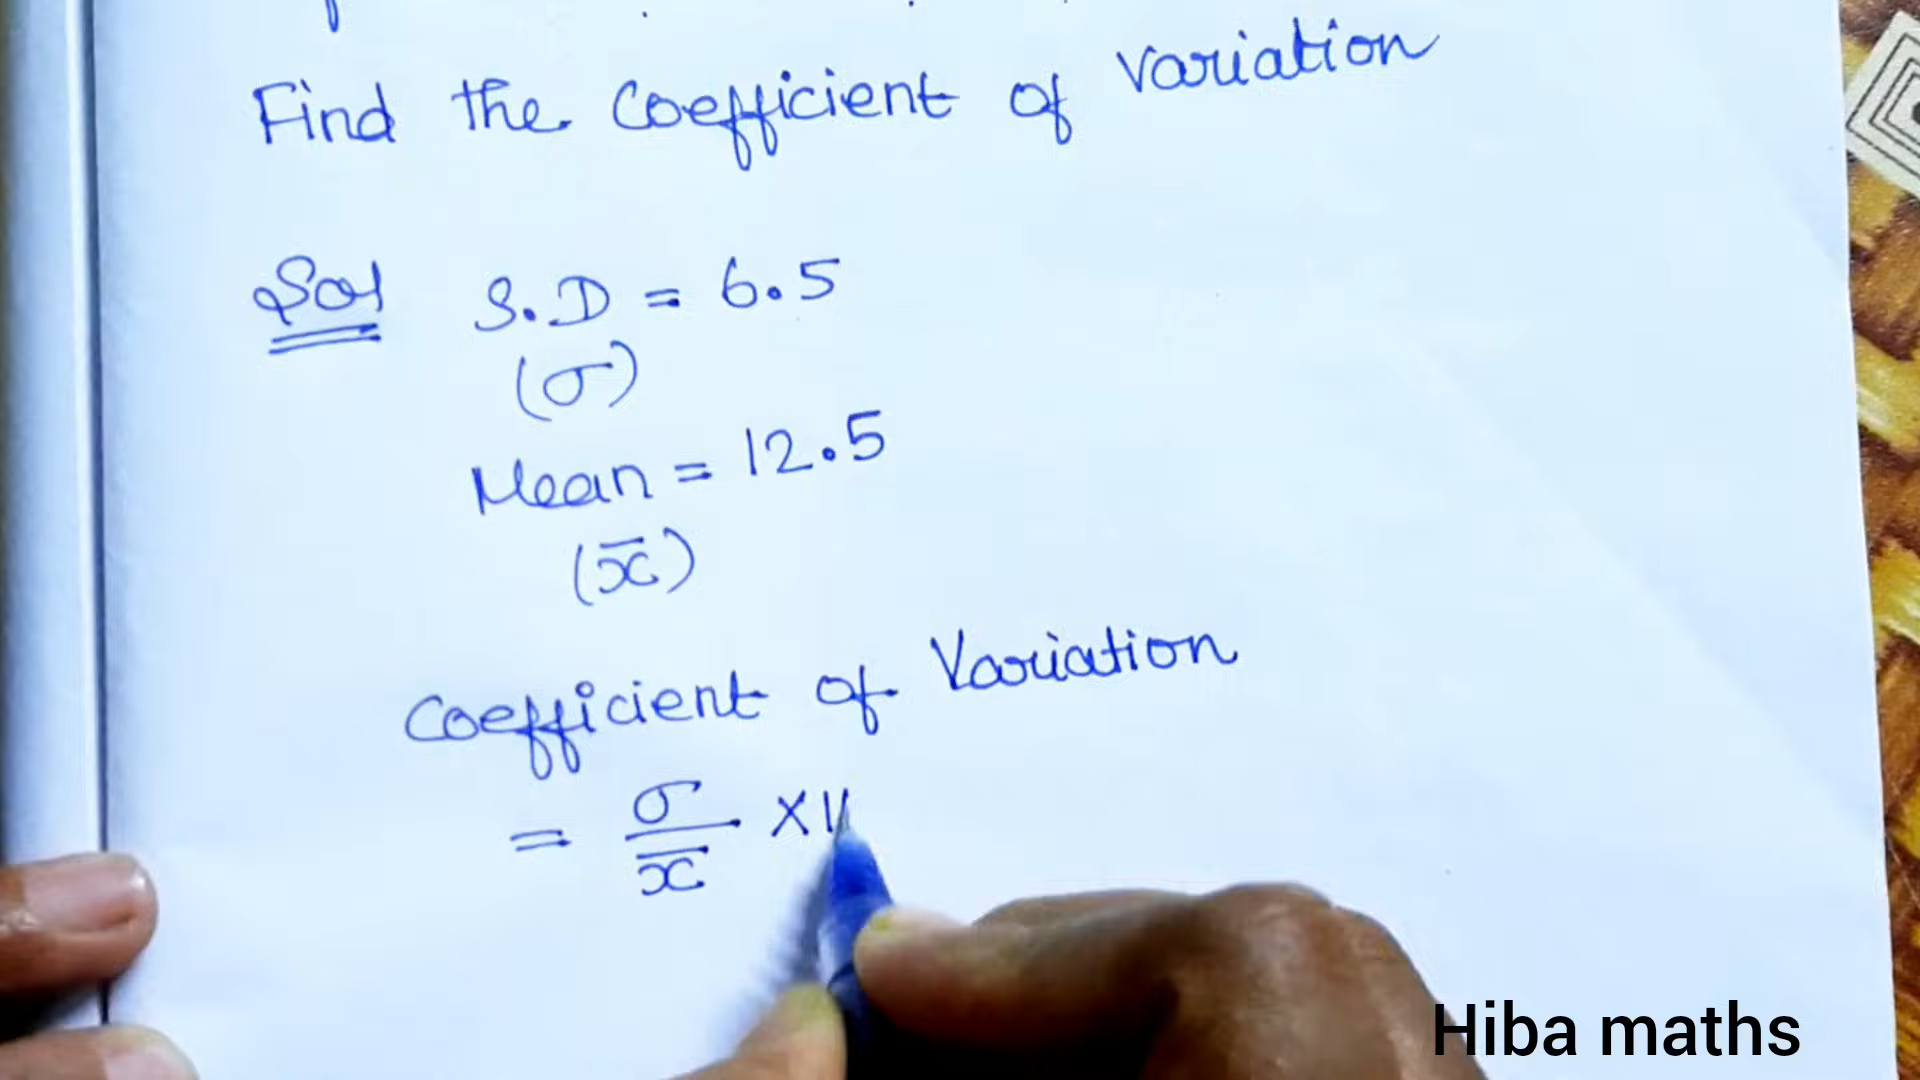 Find the Coefficient of Variation
Sol S.D = 6.5
(σ)
Mean = 12.5
(x̅)
Coefficient of Variation
= σ/x̅ ×1
Hiba maths